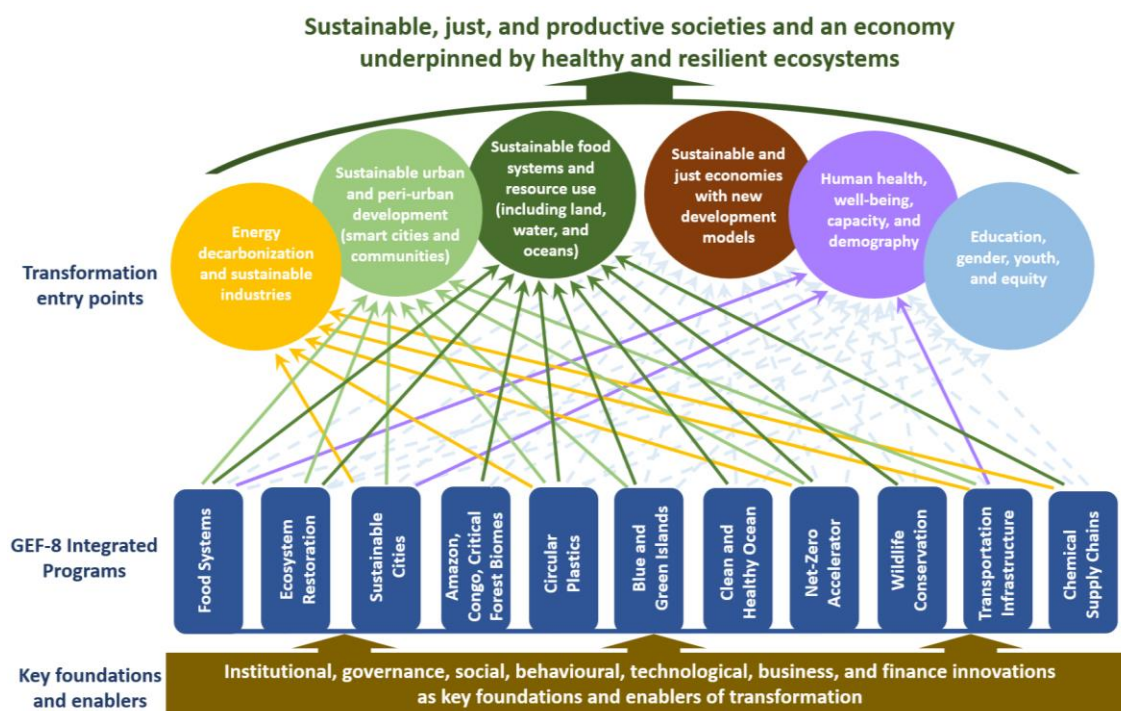 Sustainable, just, and productive societies and an economy
underpinned by healthy and resilient ecosystems
Transformation
entry points
Energy
decarbonization
and sustainable
industries
Sustainable urban
and peri-urban
development
(smart cities and
communities)
Sustainable food
systems and
resource use
(including land,
water, and
oceans)
Sustainable and
just economies
with new
development
models
Human health,
well-being,
capacity, and
demography
Education,
gender, youth,
and equity
GEF-8 Integrated
Programs
Food Systems
Ecosystem
Restoration
Sustainable
Cities
Amazon,
Congo, Critical
Forest Biomes
Circular
Plastics
Blue and
Green Islands
Clean and
Healthy Ocean
Net-Zero
Accelerator
Wildlife
Conservation
Transportation
Infrastructure
Chemical
Supply Chains
Key foundations
and enablers
Institutional, governance, social, behavioural, technological, business, and finance innovations
as key foundations and enablers of transformation